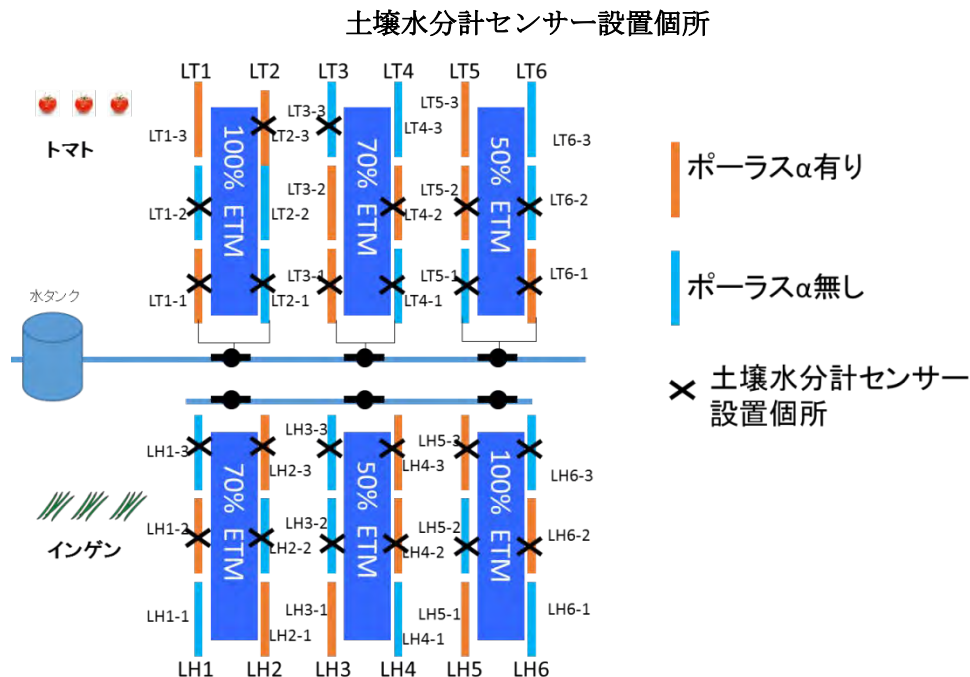 土壌水分計センサー設置個所
LT1 LT2 LT3 LT4 LT5 LT6
トマト
LT1-3
LT2-3
LT3-3
LT4-3
LT5-3
LT6-3
100% ETM
70% ETM
50% ETM
LT1-2
LT2-2
LT3-2
LT4-2
LT5-2
LT6-2
LT1-1
LT2-1
LT3-1
LT4-1
LT5-1
LT6-1
ポーラスα有り
ポーラスα無し
土壌水分計センサー
設置個所
水タンク
LH1-3
LH2-3
LH3-3
LH4-3
LH5-3
LH6-3
70% ETM
50% ETM
100% ETM
インゲン
LH1-2
LH2-2
LH3-2
LH4-2
LH5-2
LH6-2
LH1-1
LH2-1
LH3-1
LH4-1
LH5-1
LH6-1
LH1 LH2 LH3 LH4 LH5 LH6